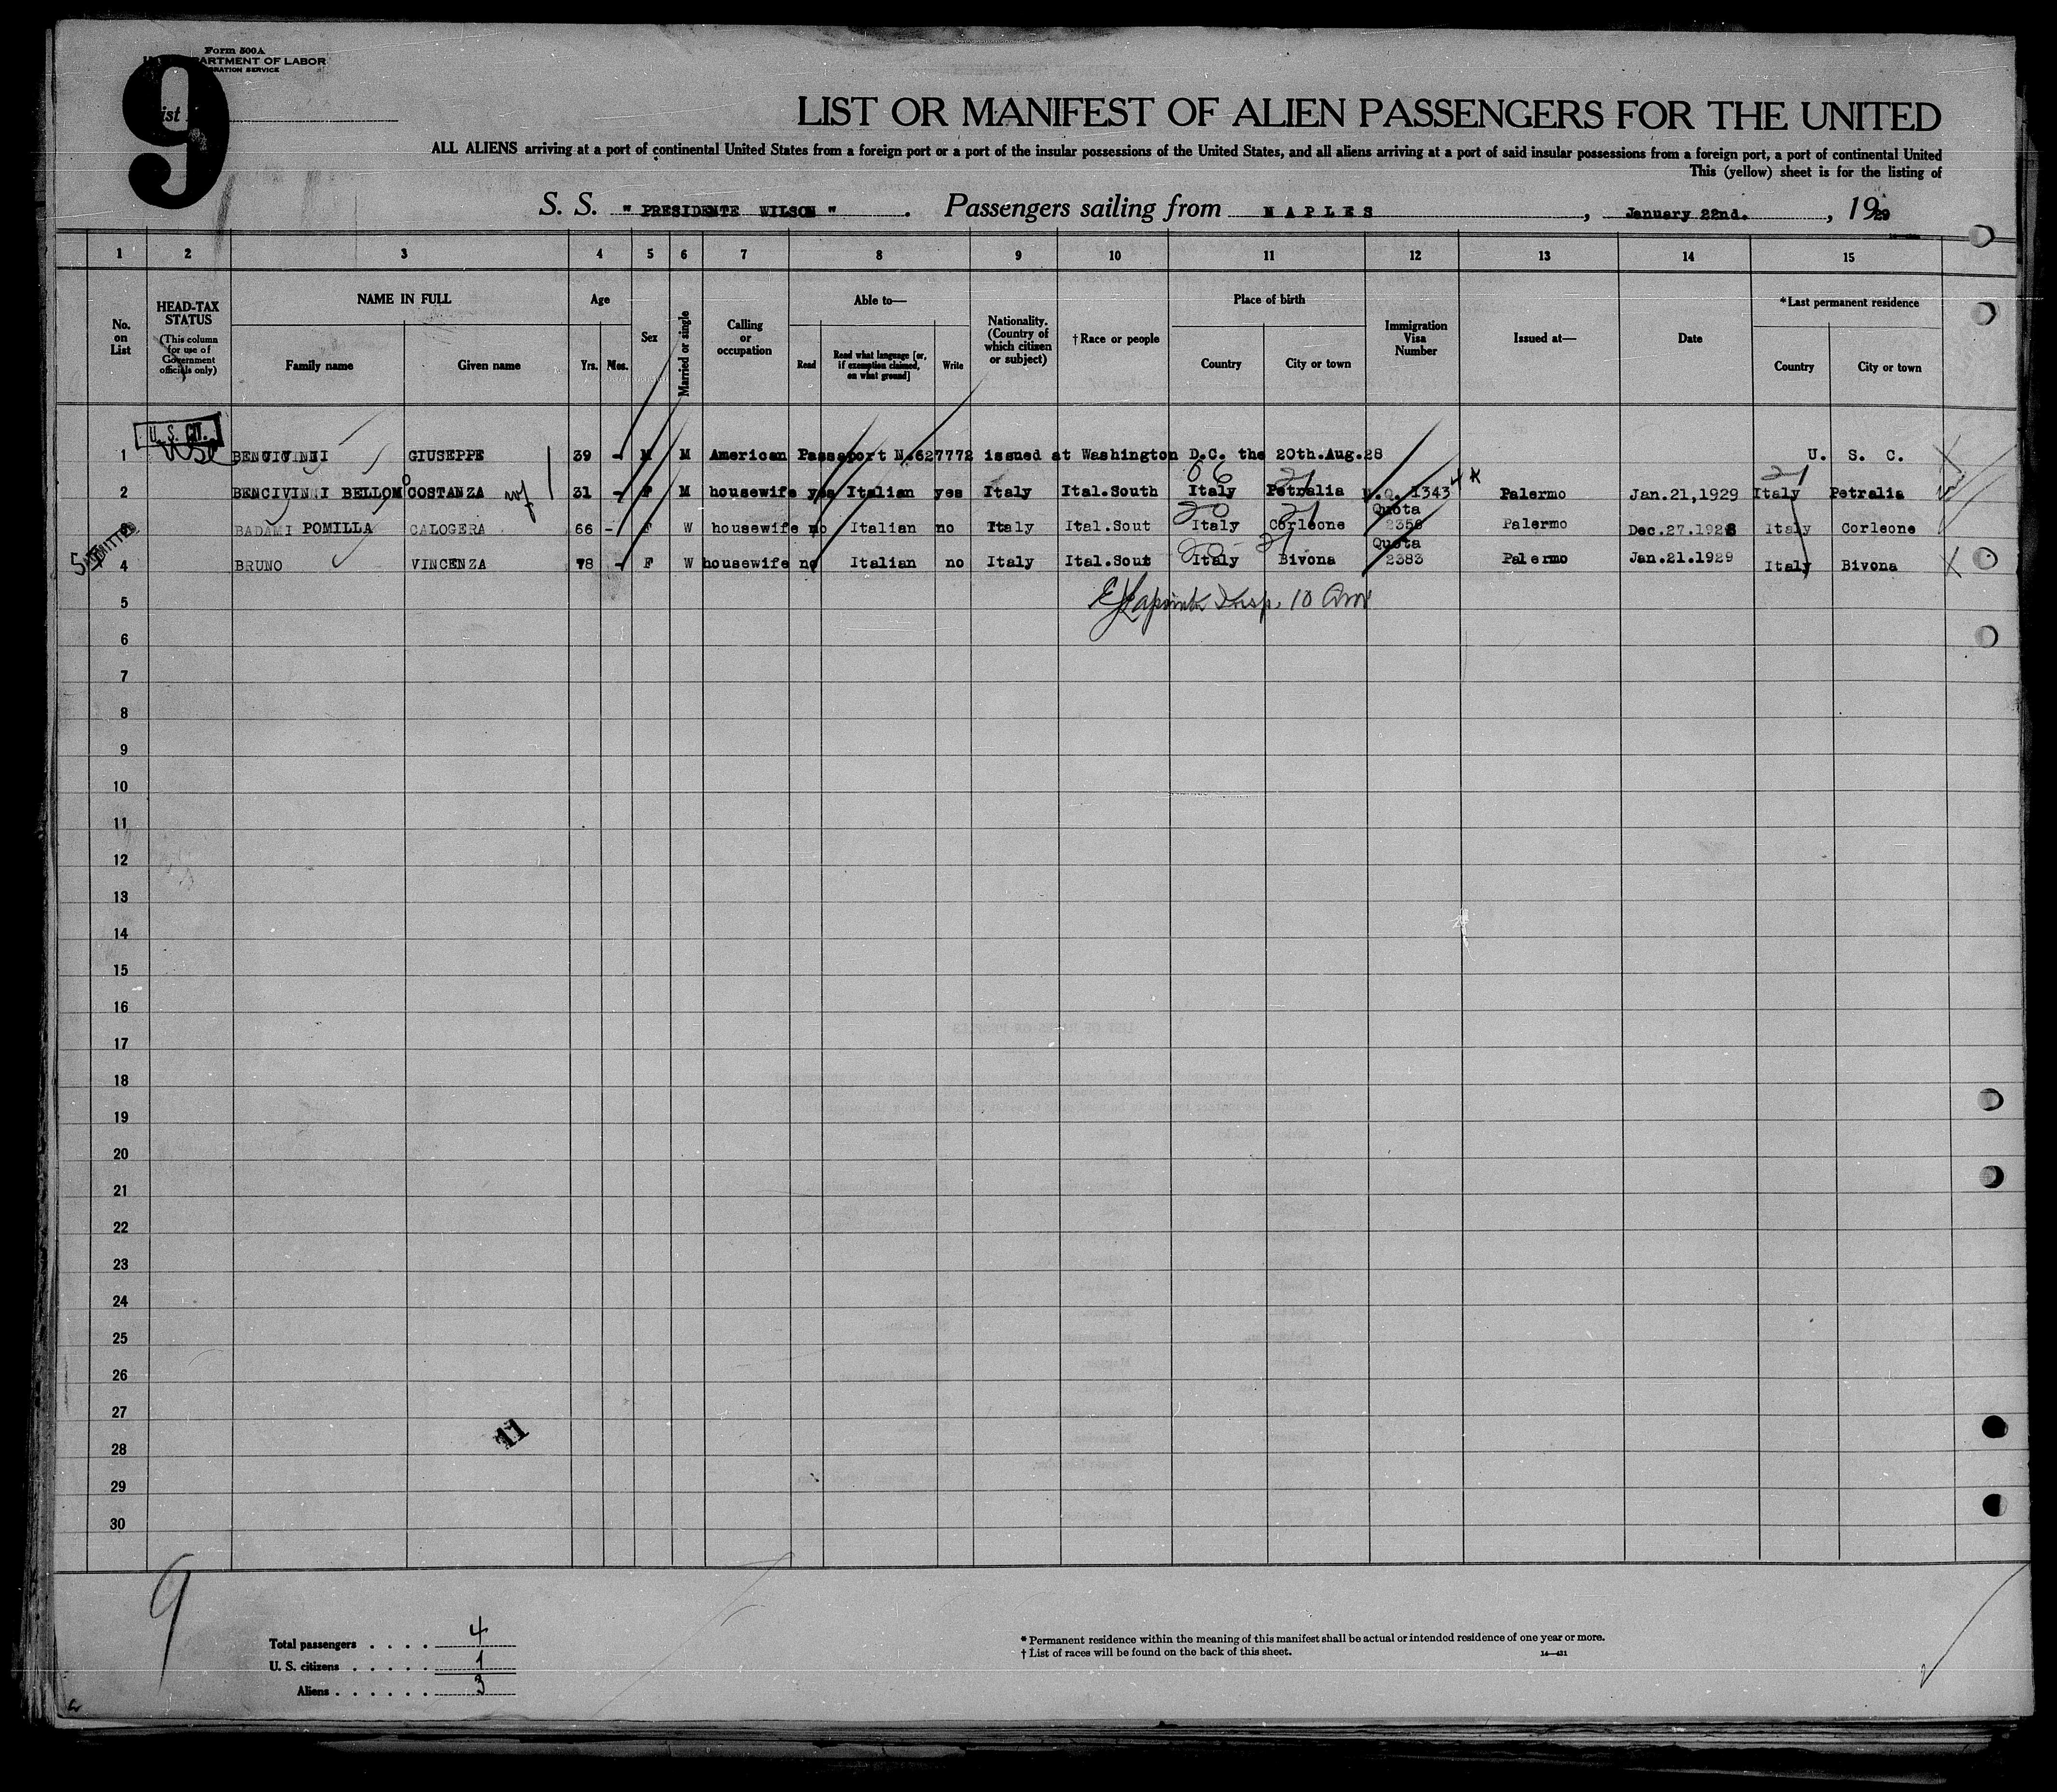 Form 500A
ARTMENT OF LABOR
RATION SERVICE
9
LIST OR MANIFEST OF ALIEN PASSENGERS FOR THE UNITED
ALL ALIENS arriving at a port of continental United States from a foreign port or a port of the insular possessions of the United States, and all aliens arriving at a port of said insular possessions from a foreign port, a port of continental United
This (yellow) sheet is for the listing of
S. S. "PRESIDENTE WILSON". Passengers sailing from NAPLES, January 22nd., 1929
1 2 3 4 5 6 7 8 9 10 11 12 13 14 15
No. on List
HEAD-TAX STATUS (This column for use of Government officials only)
NAME IN FULL
Family name Given name
Age
Yrs. Mos.
Sex
Married or single
Calling or occupation
Able to—
Read Read what language [or, if exemption claimed, on what ground] Write
Nationality. (Country of which citizen or subject)
†Race or people
Place of birth
Country City or town
Immigration Visa Number
Issued at—
Date
*Last permanent residence
Country City or town
U. S. CIT.
1 BENCIVINNI GIUSEPPE 39 - M M American Passport N.627772 issued at Washington D.C. the 20th.Aug.28 U. S. C.
2 BENCIVINNI BELLOMO COSTANZA wf 31 - F M housewife yes Italian yes Italy Ital.South Italy Petralia N.Q. 1343 Palermo Jan.21,1929 Italy Petralia
3 BADAMI POMILLA CALOGERA 66 - F W housewife no Italian no Italy Ital.Sout Italy Corleone Quota 2356 Palermo Dec.27.1928 Italy Corleone
ADMITTED
4 BRUNO VINCENZA 78 - F W housewife no Italian no Italy Ital.Sout Italy Bivona Quota 2383 Palermo Jan.21.1929 Italy Bivona
5
6
7
8
9
10
11
12
13
14
15
16
17
18
19
20
21
22
23
24
25
26
27
11
28
29
30
9
Total passengers . . . . 4
U. S. citizens . . . . . 1
Aliens . . . . . . 3
* Permanent residence within the meaning of this manifest shall be actual or intended residence of one year or more.
† List of races will be found on the back of this sheet.
14—421